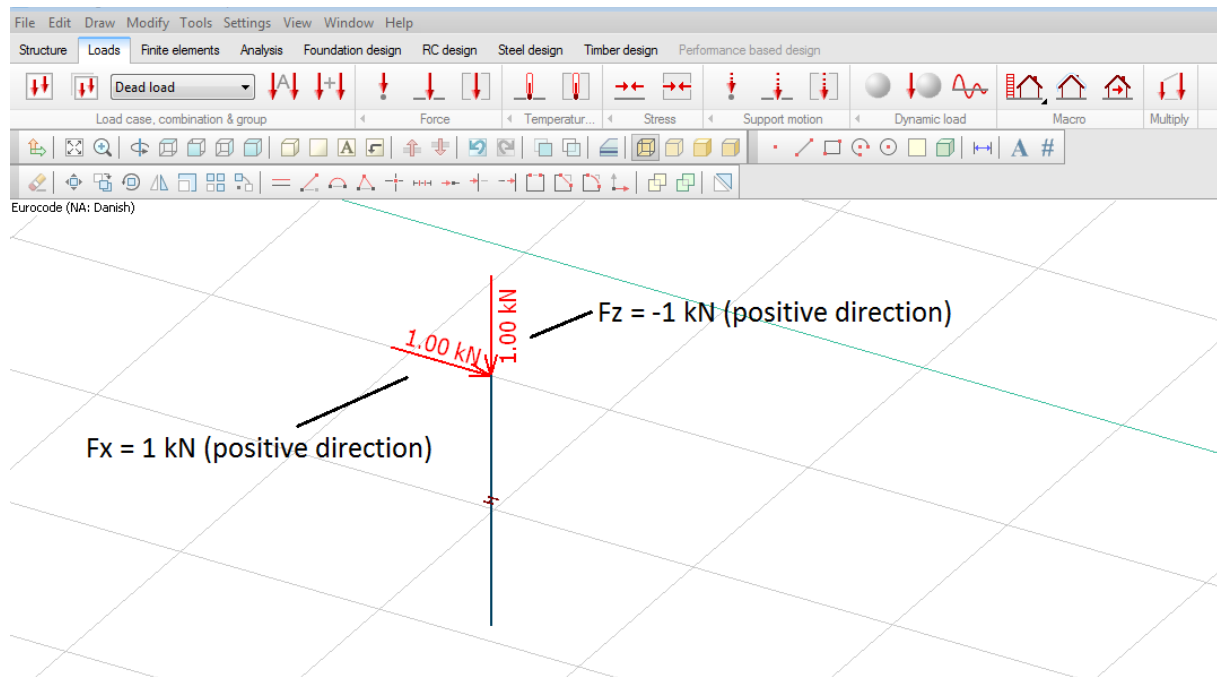 File Edit Draw Modify Tools Settings View Window Help
Structure Loads Finite elements Analysis Foundation design RC design Steel design Timber design Performance based design
Dead load
Load case, combination & group Force Temperatur... Stress Support motion Dynamic load Macro Multiply
Eurocode (NA: Danish)
1.00 kN
Fz = -1 kN (positive direction)
1.00 kN
Fx = 1 kN (positive direction)